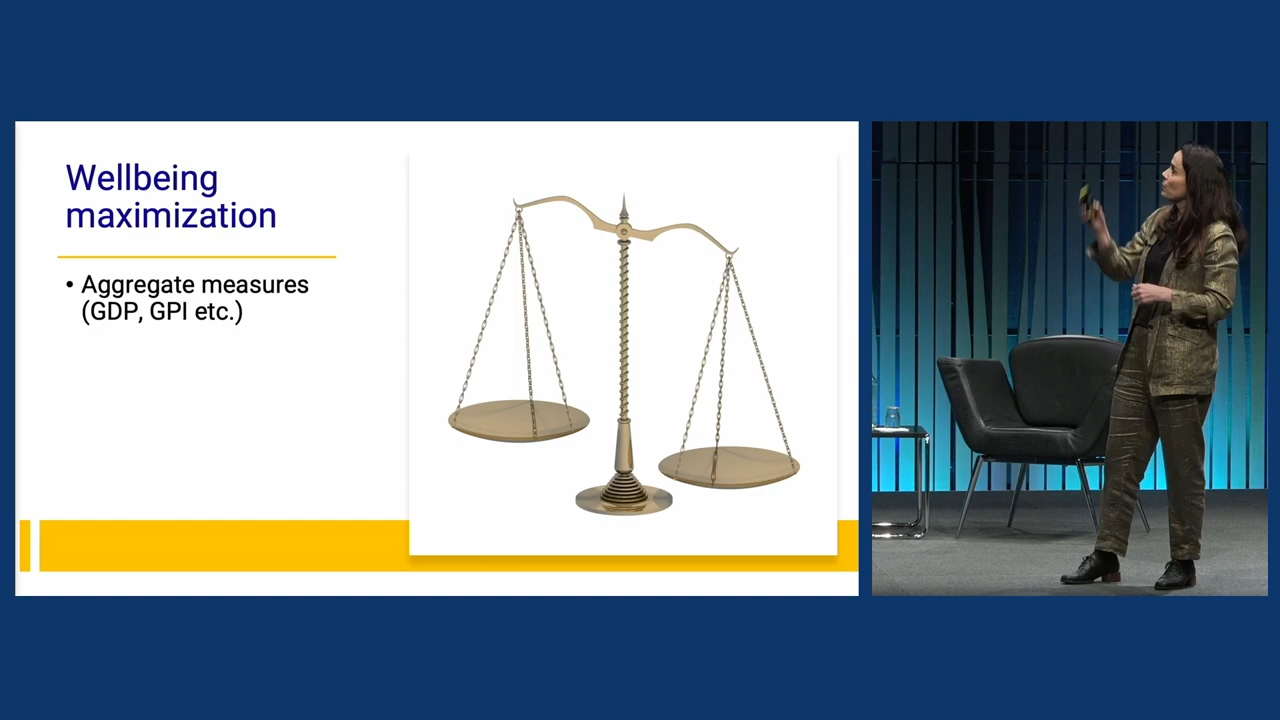 Wellbeing
maximization
• Aggregate measures
(GDP, GPI etc.)